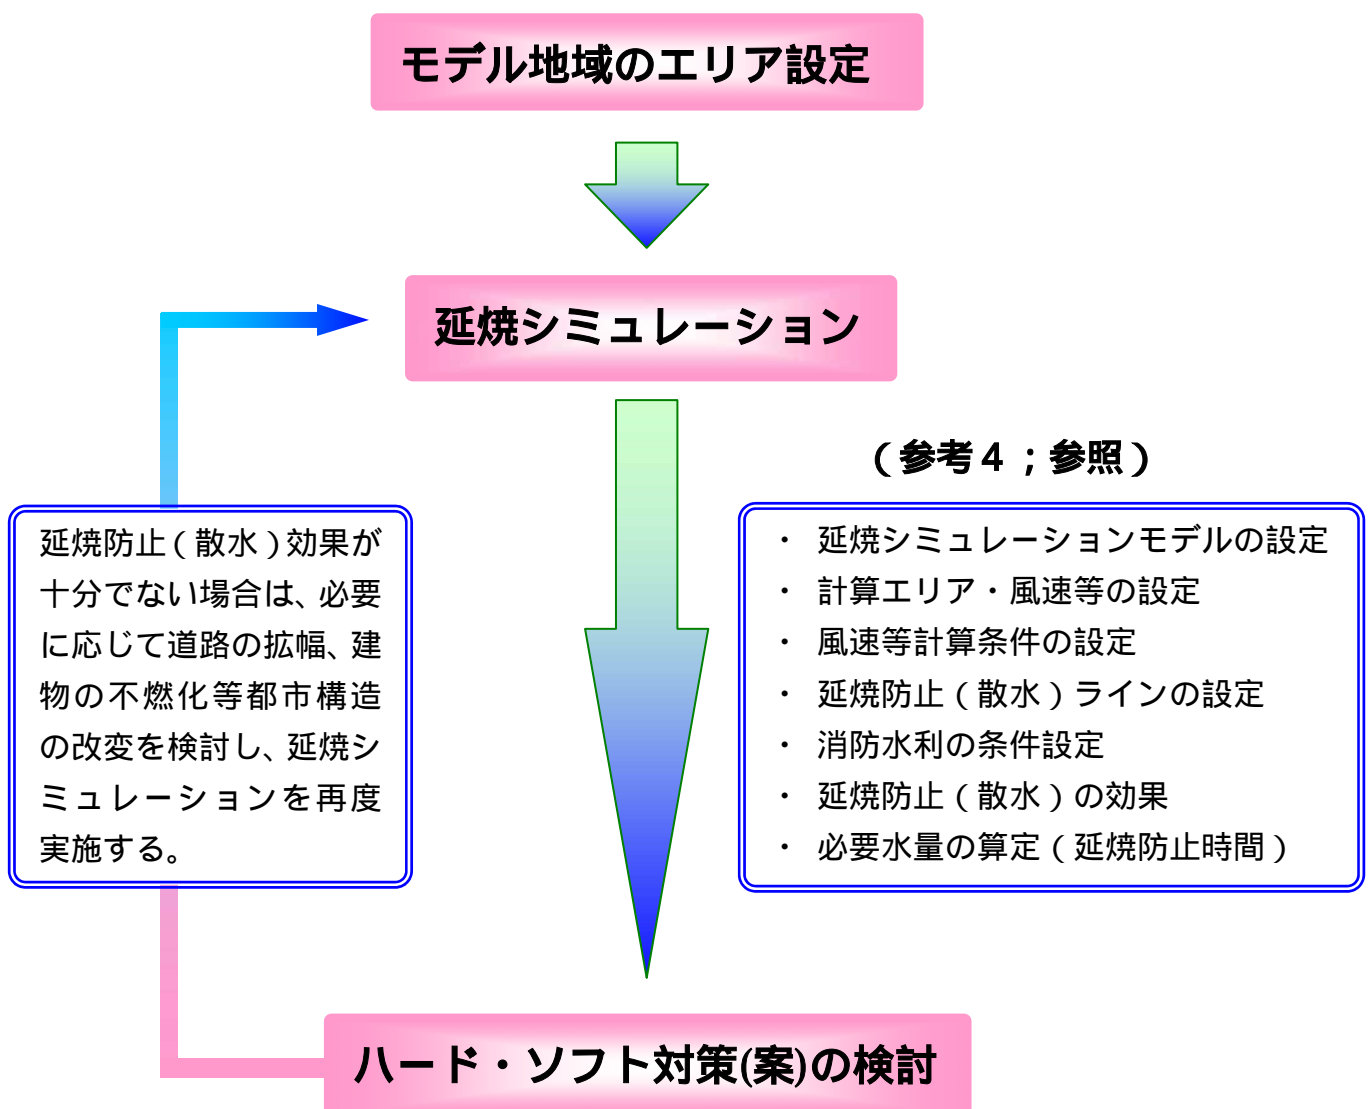 モデル地域のエリア設定
延焼シミュレーション
(参考４；参照)
延焼防止(散水)効果が
十分でない場合は、必要
に応じて道路の拡幅、建
物の不燃化等都市構造
の改変を検討し、延焼シ
ミュレーションを再度
実施する。
・ 延焼シミュレーションモデルの設定
・ 計算エリア・風速等の設定
・ 風速等計算条件の設定
・ 延焼防止(散水)ラインの設定
・ 消防水利の条件設定
・ 延焼防止(散水)の効果
・ 必要水量の算定(延焼防止時間)
ハード・ソフト対策(案)の検討